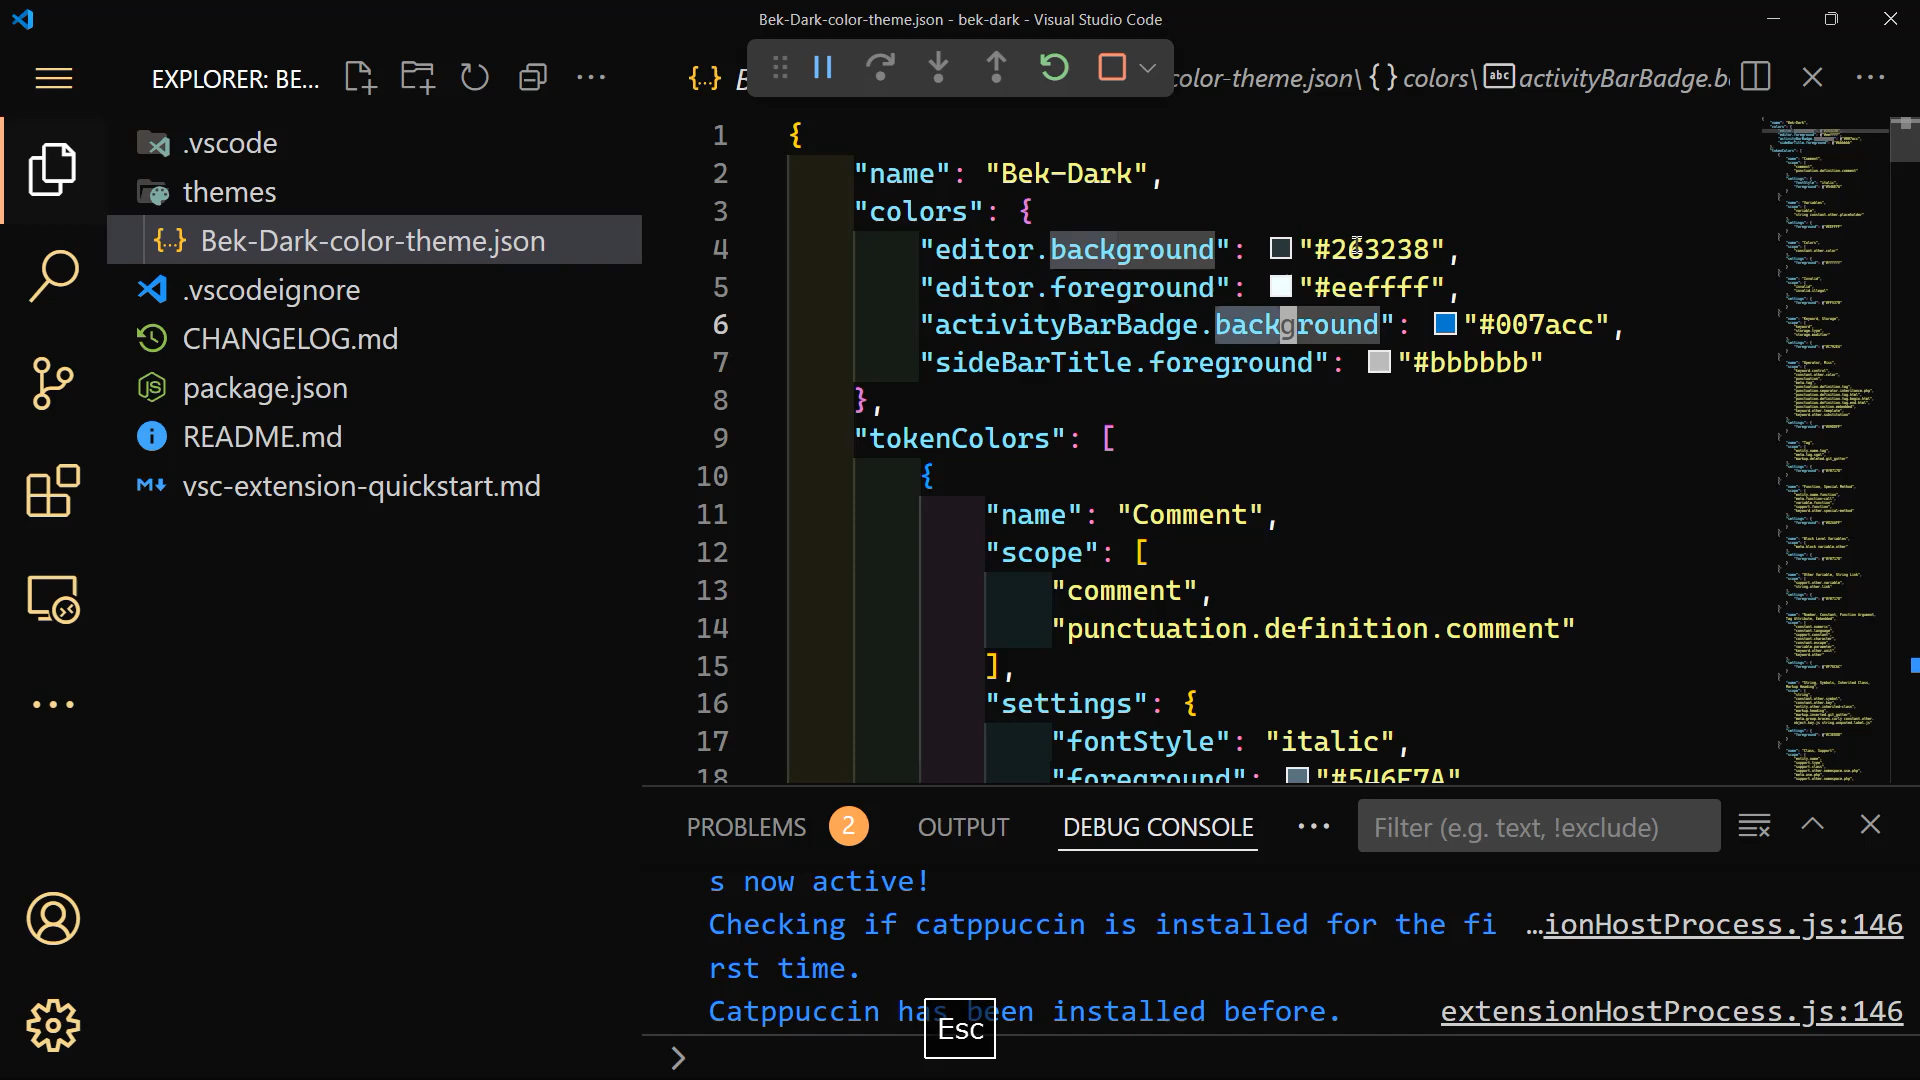 Bek-Dark-color-theme.json - bek-dark - Visual Studio Code
EXPLORER: BE...
color-theme.json\ {} colors\ abc activityBarBadge.b
.vscode
themes
Bek-Dark-color-theme.json
.vscodeignore
CHANGELOG.md
package.json
README.md
vsc-extension-quickstart.md
1 {
2 "name": "Bek-Dark",
3 "colors": {
4 "editor.background": "#263238",
5 "editor.foreground": "#eeffff",
6 "activityBarBadge.background": "#007acc",
7 "sideBarTitle.foreground": "#bbbbbb"
8 },
9 "tokenColors": [
10 {
11 "name": "Comment",
12 "scope": [
13 "comment",
14 "punctuation.definition.comment"
15 ],
16 "settings": {
17 "fontStyle": "italic",
18 "foreground": "#546E7A"
PROBLEMS 2 OUTPUT DEBUG CONSOLE Filter (e.g. text, !exclude)
s now active!
Checking if catppuccin is installed for the fi …ionHostProcess.js:146
rst time.
Catppuccin has been installed before. extensionHostProcess.js:146
Esc